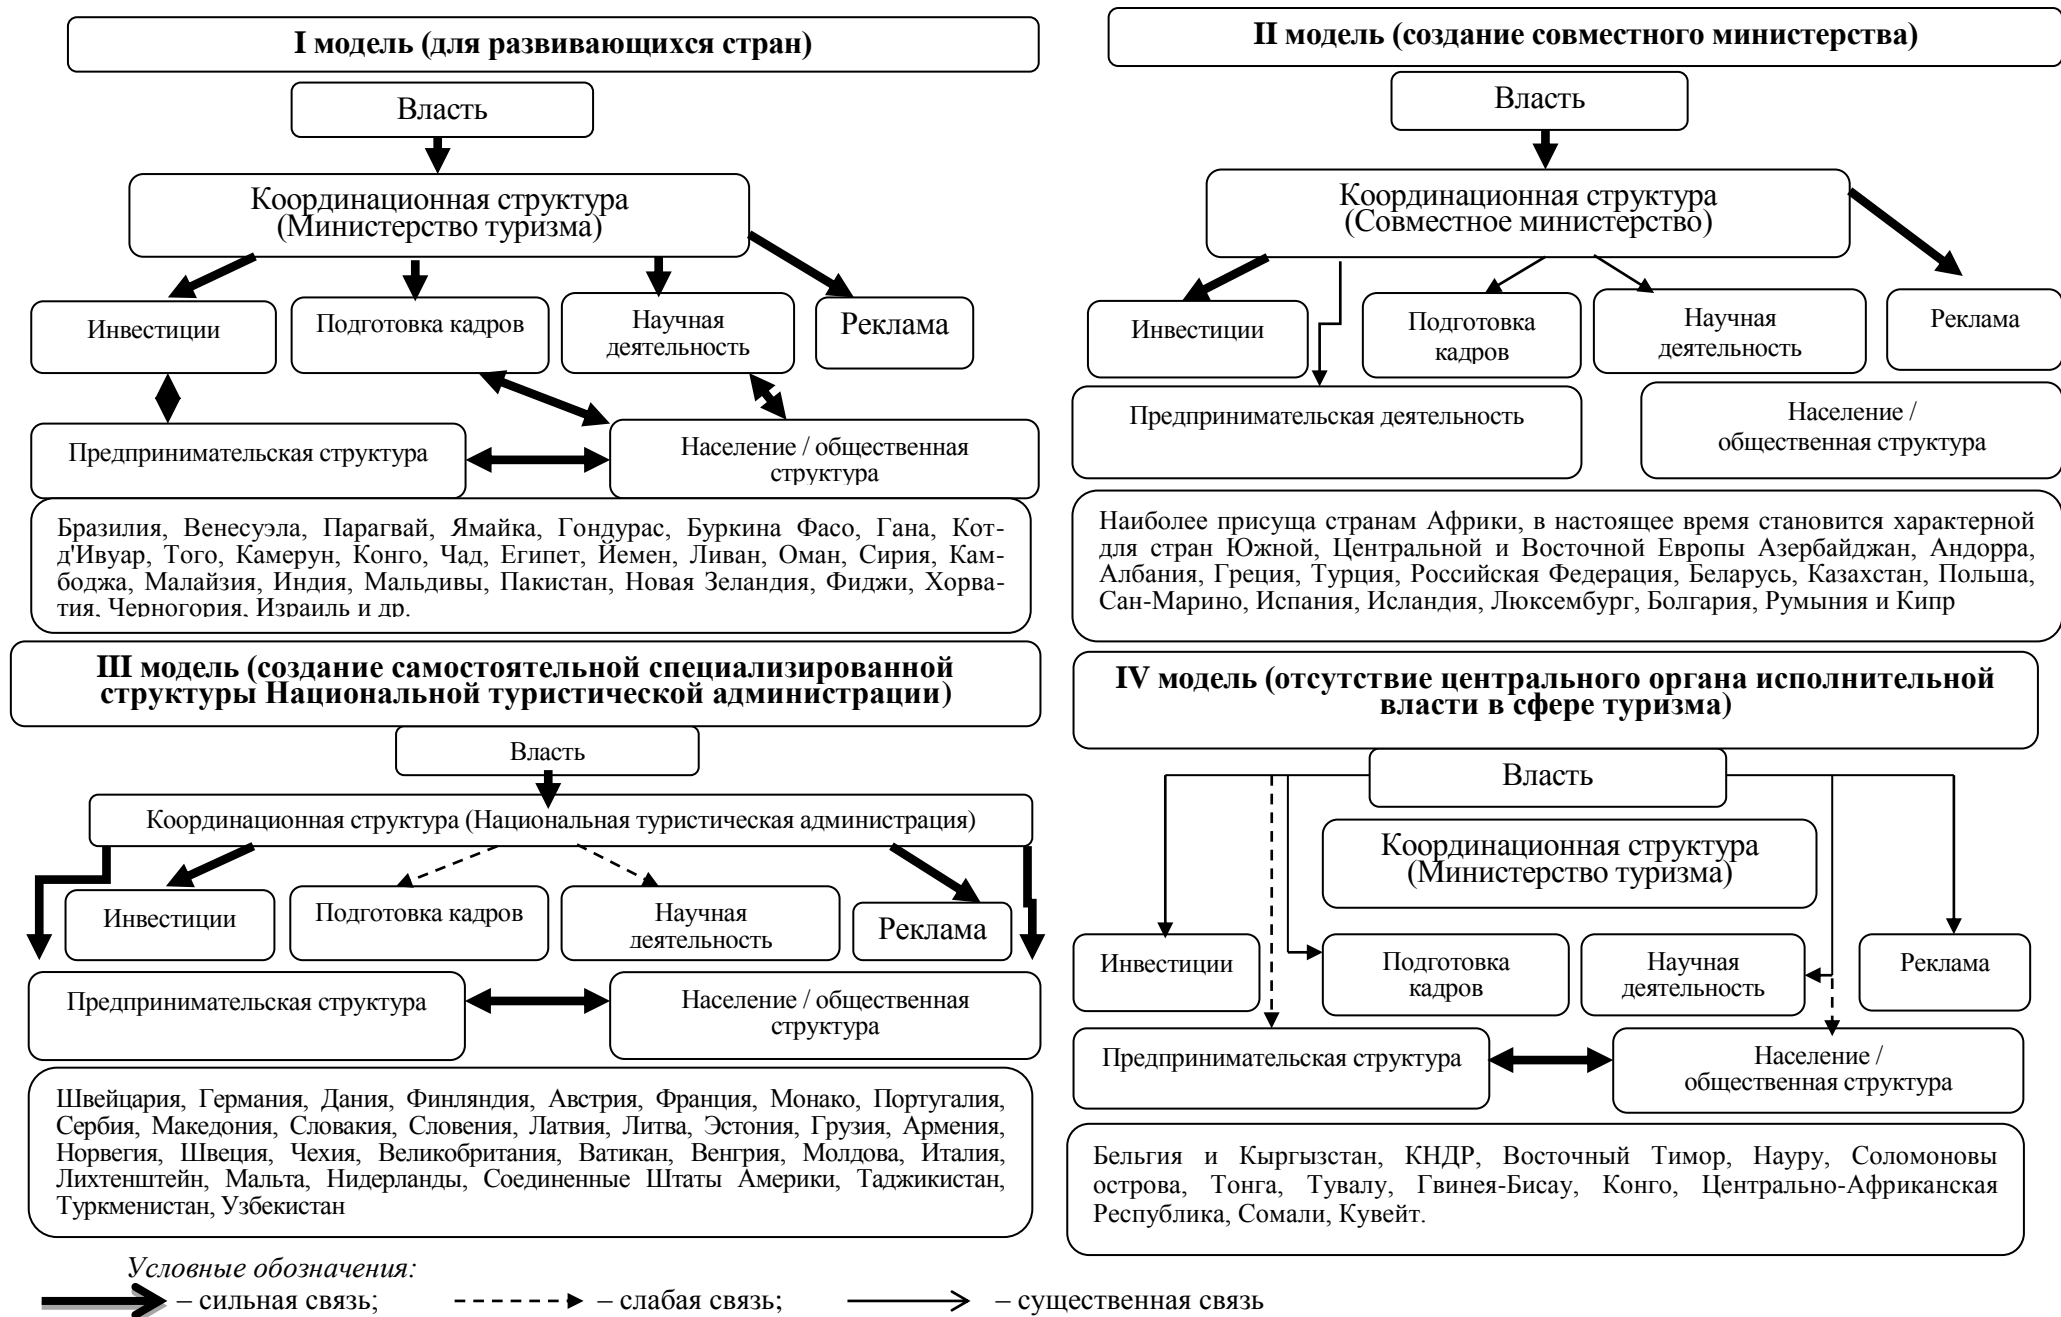 I модель (для развивающихся стран)
Власть
Координационная структура
(Министерство туризма)
Инвестиции
Подготовка кадров
Научная
деятельность
Реклама
Предпринимательская структура
Население / общественная
структура
Бразилия, Венесуэла, Парагвай, Ямайка, Гондурас, Буркина Фасо, Гана, Кот-
д'Ивуар, Того, Камерун, Конго, Чад, Египет, Йемен, Ливан, Оман, Сирия, Кам-
боджа, Малайзия, Индия, Мальдивы, Пакистан, Новая Зеландия, Фиджи, Хорва-
тия, Черногория, Израиль и др.
II модель (создание совместного министерства)
Власть
Координационная структура
(Совместное министерство)
Инвестиции
Подготовка
кадров
Научная
деятельность
Реклама
Предпринимательская деятельность
Население /
общественная структура
Наиболее присуща странам Африки, в настоящее время становится характерной
для стран Южной, Центральной и Восточной Европы Азербайджан, Андорра,
Албания, Греция, Турция, Российская Федерация, Беларусь, Казахстан, Польша,
Сан-Марино, Испания, Исландия, Люксембург, Болгария, Румыния и Кипр
III модель (создание самостоятельной специализированной
структуры Национальной туристической администрации)
Власть
Координационная структура (Национальная туристическая администрация)
Инвестиции
Подготовка кадров
Научная
деятельность
Реклама
Предпринимательская структура
Население / общественная
структура
Швейцария, Германия, Дания, Финляндия, Австрия, Франция, Монако, Португалия,
Сербия, Македония, Словакия, Словения, Латвия, Литва, Эстония, Грузия, Армения,
Норвегия, Швеция, Чехия, Великобритания, Ватикан, Венгрия, Молдова, Италия,
Лихтенштейн, Мальта, Нидерланды, Соединенные Штаты Америки, Таджикистан,
Туркменистан, Узбекистан
IV модель (отсутствие центрального органа исполнительной
власти в сфере туризма)
Власть
Координационная структура
(Министерство туризма)
Инвестиции
Подготовка
кадров
Научная
деятельность
Реклама
Предпринимательская структура
Население /
общественная структура
Бельгия и Кыргызстан, КНДР, Восточный Тимор, Науру, Соломоновы
острова, Тонга, Тувалу, Гвинея-Бисау, Конго, Центрально-Африканская
Республика, Сомали, Кувейт.
Условные обозначения:
– сильная связь; – слабая связь; – существенная связь